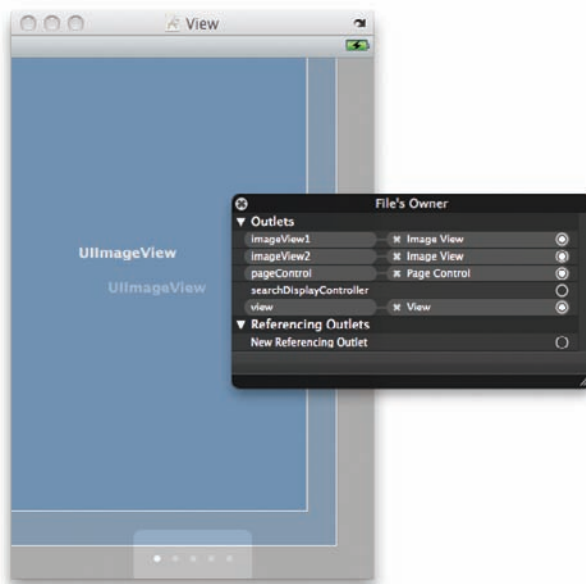 View
UIImageView
UIImageView
File's Owner
Outlets
imageView1 Image View
imageView2 Image View
pageControl Page Control
searchDisplayController
view View
Referencing Outlets
New Referencing Outlet